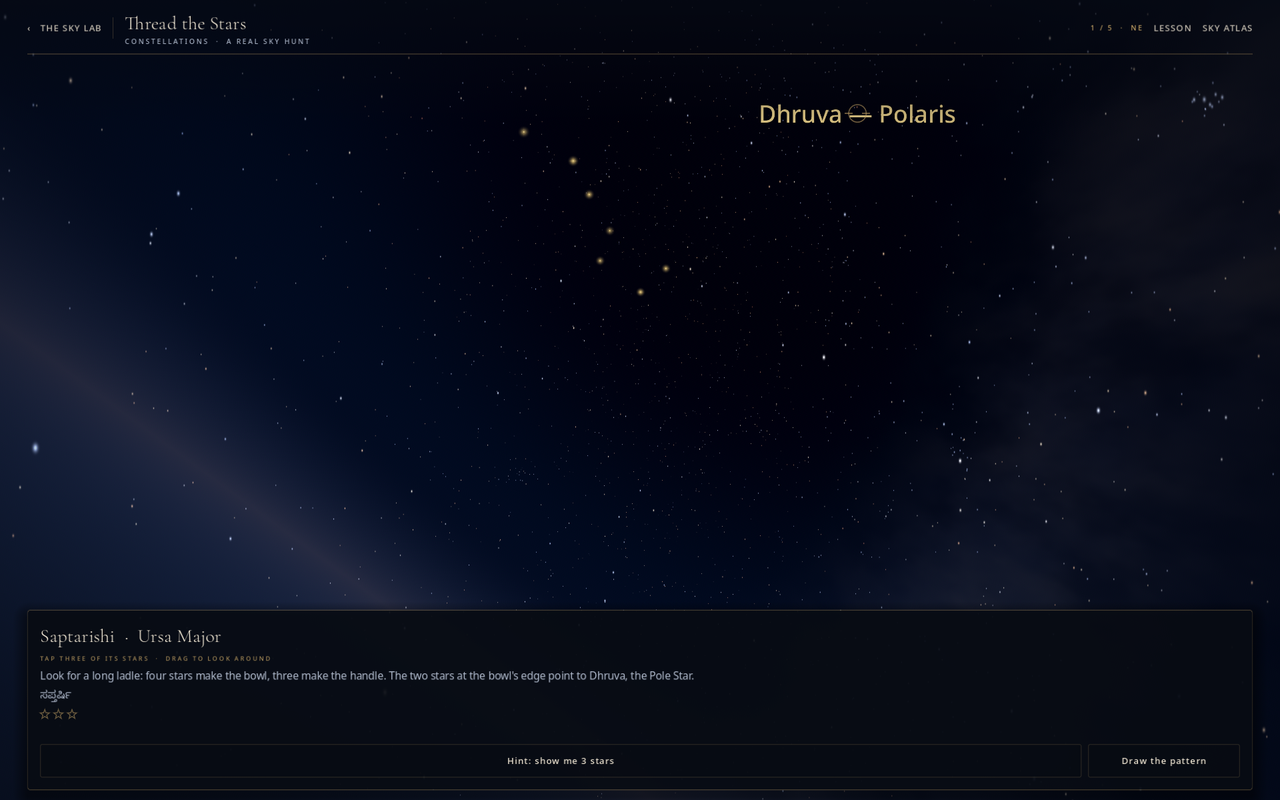 ‹ THE SKY LAB
Thread the Stars
CONSTELLATIONS · A REAL SKY HUNT
1 / 5 · NE LESSON SKY ATLAS
Dhruva Polaris
Saptarishi · Ursa Major
TAP THREE OF ITS STARS · DRAG TO LOOK AROUND
Look for a long ladle: four stars make the bowl, three make the handle. The two stars at the bowl's edge point to Dhruva, the Pole Star.
ಸಪ್ತರ್ಷಿ
☆☆☆
Hint: show me 3 stars
Draw the pattern